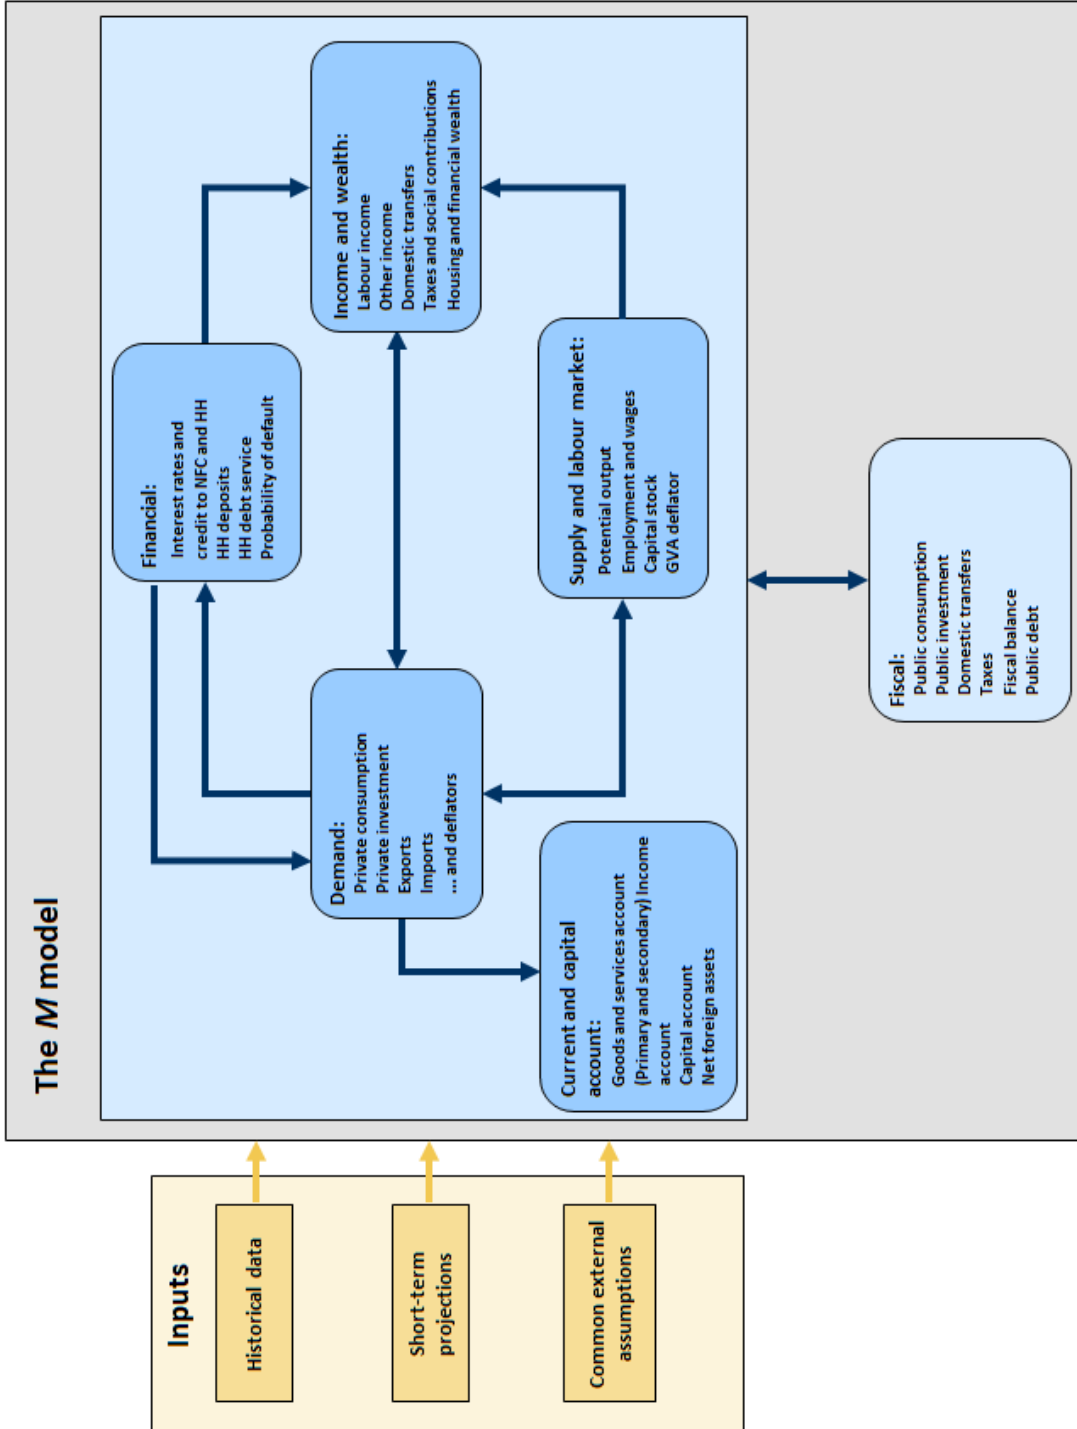 Inputs
Historical data
Short-term
projections
Common external
assumptions
The M model
Financial:
Interest rates and
credit to NFC and HH
HH deposits
HH debt service
Probability of default
Demand:
Private consumption
Private investment
Exports
Imports
... and deflators
Income and wealth:
Labour income
Other income
Domestic transfers
Taxes and social contributions
Housing and financial wealth
Current and capital
account:
Goods and services account
(Primary and secondary) Income
account
Capital account
Net foreign assets
Supply and labour market:
Potential output
Employment and wages
Capital stock
GVA deflator
Fiscal:
Public consumption
Public investment
Domestic transfers
Taxes
Fiscal balance
Public debt